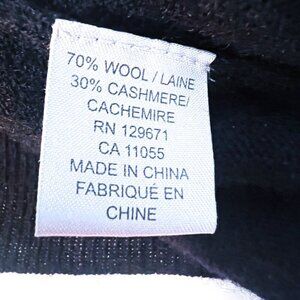 70% WOOL / LAINE
30% CASHMERE/
CACHEMIRE
RN 129671
CA 11055
MADE IN CHINA
FABRIQUÉ EN
CHINE